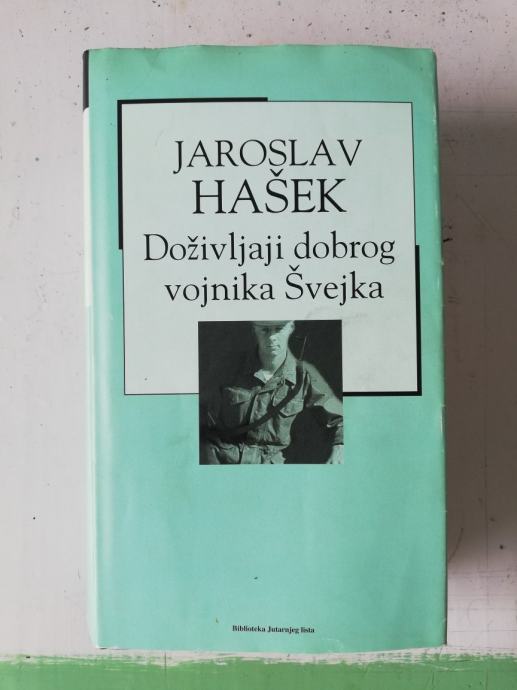 JAROSLAV
HAŠEK
Doživljaji dobrog
vojnika Švejka
Biblioteka Jutarnjeg lista